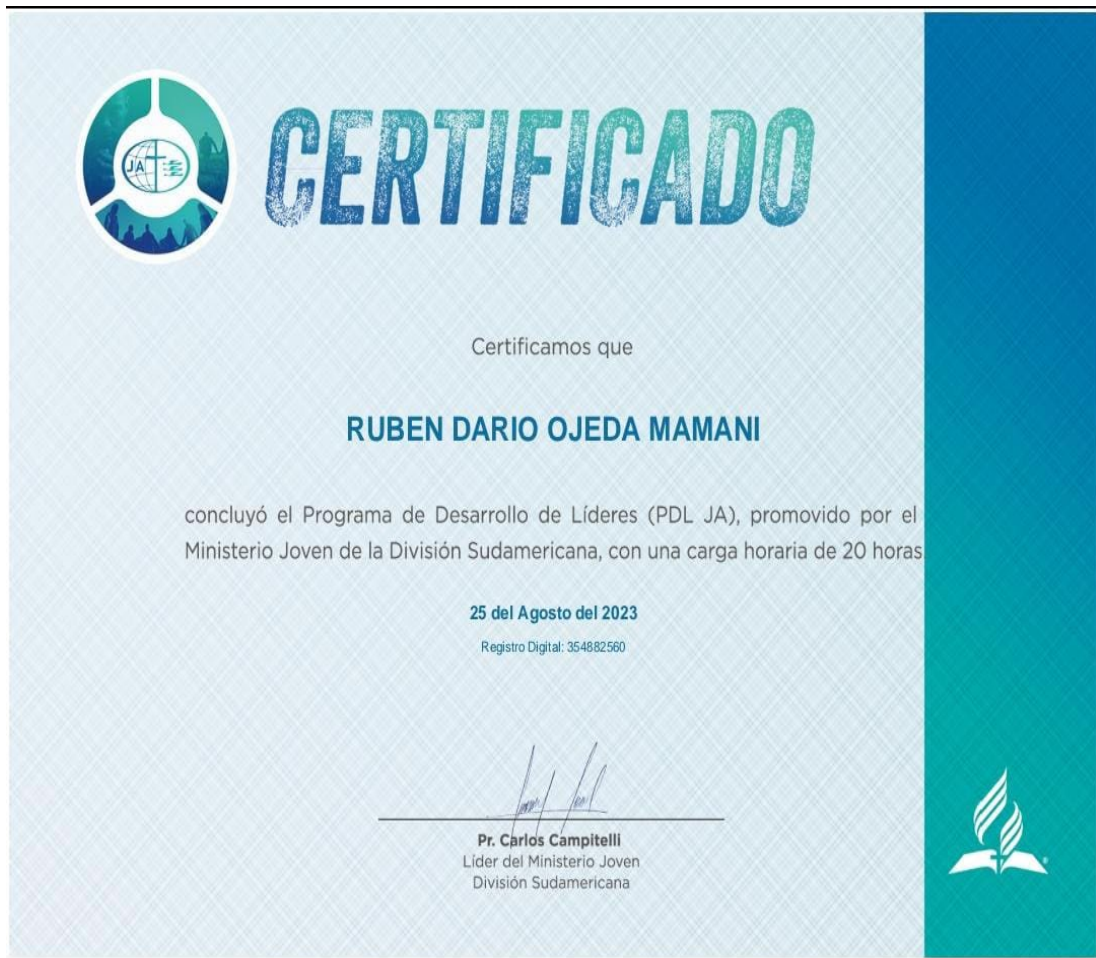 JA
CERTIFICADO
Certificamos que
RUBEN DARIO OJEDA MAMANI
concluyó el Programa de Desarrollo de Líderes (PDL JA), promovido por el
Ministerio Joven de la División Sudamericana, con una carga horaria de 20 horas
25 del Agosto del 2023
Registro Digital: 354882560
Pr. Carlos Campitelli
Líder del Ministerio Joven
División Sudamericana